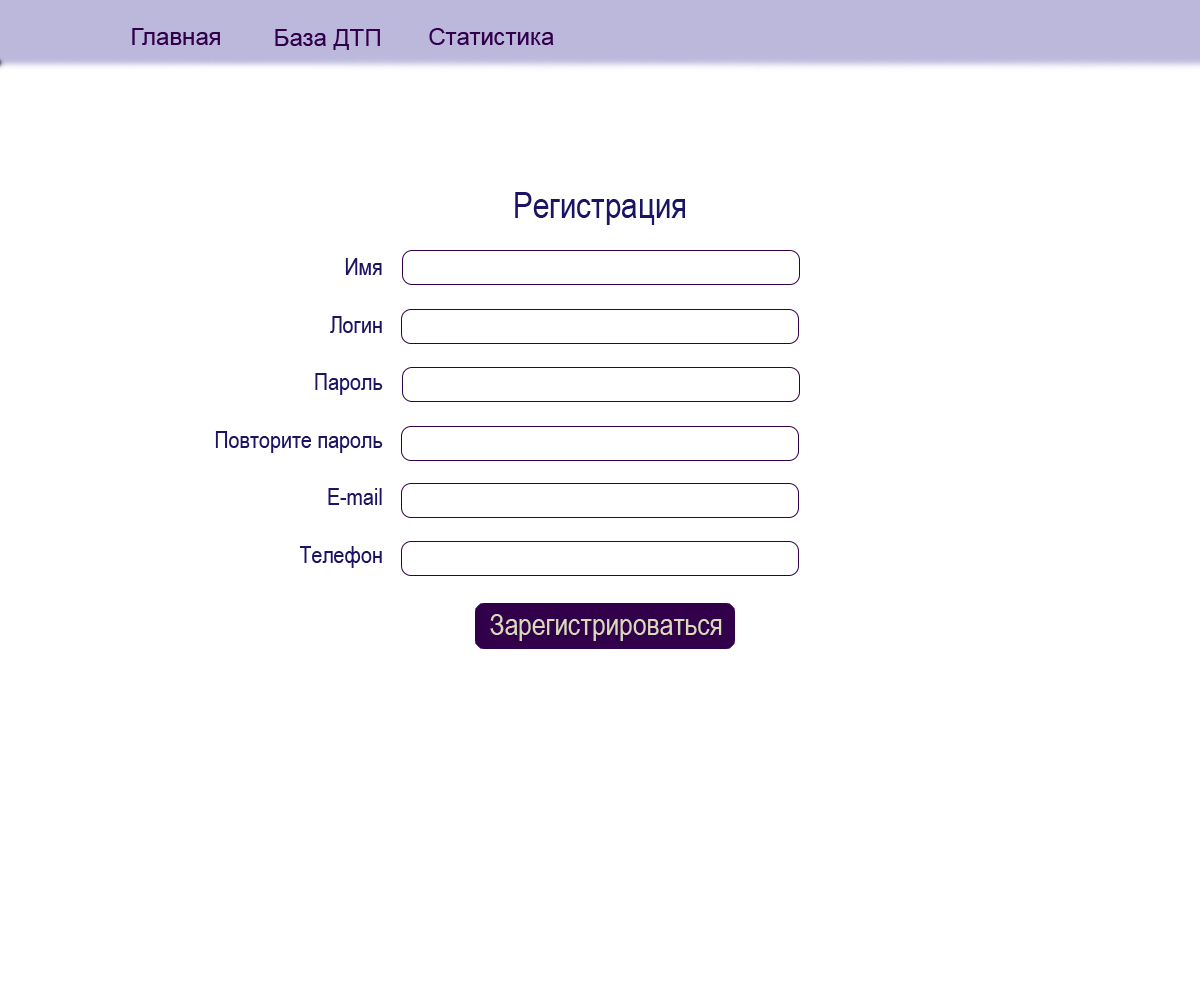 Главная База ДТП Статистика
Регистрация
Имя
Логин
Пароль
Повторите пароль
E-mail
Телефон
Зарегистрироваться